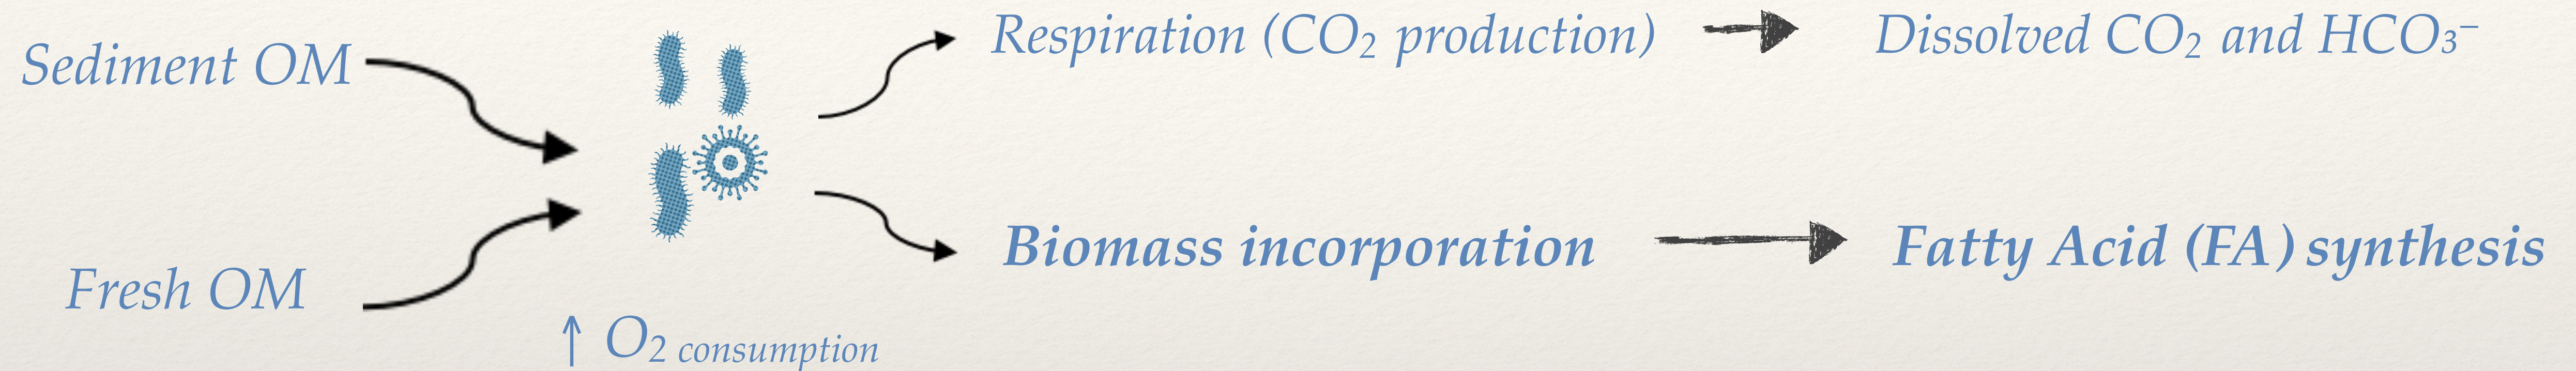 Sediment OM
Respiration (CO₂ production)
Dissolved CO₂ and HCO₃⁻
Fresh OM
Biomass incorporation
Fatty Acid (FA) synthesis
↑ O₂ consumption